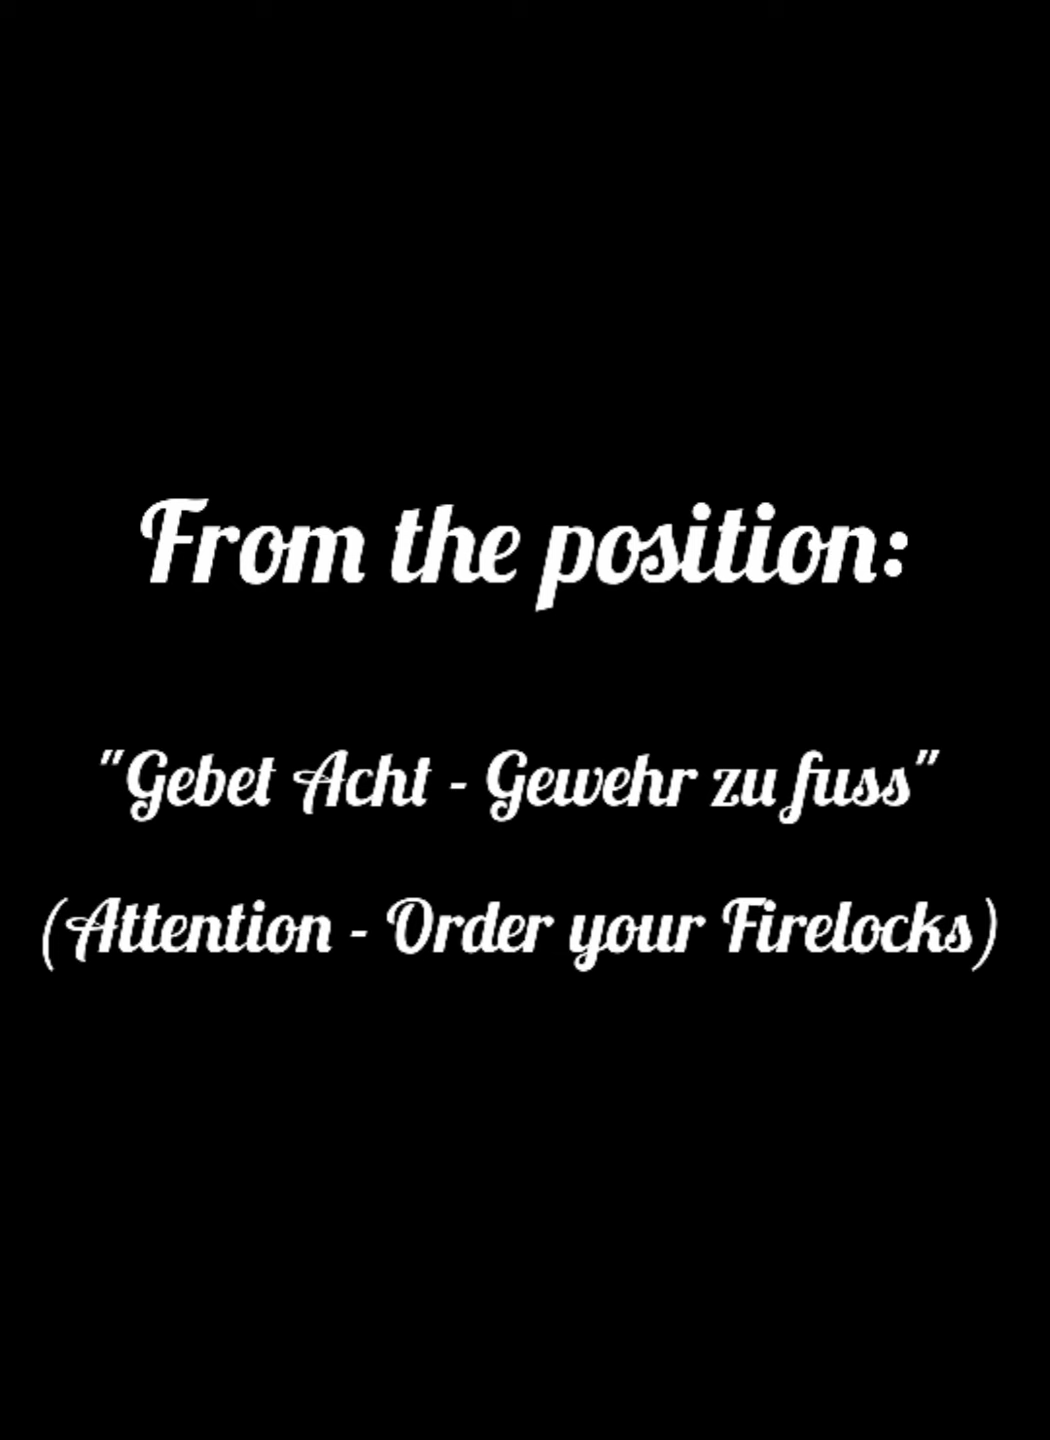 From the position:
"Gebet Acht - Gewehr zu fuss"
(Attention - Order your Firelocks)